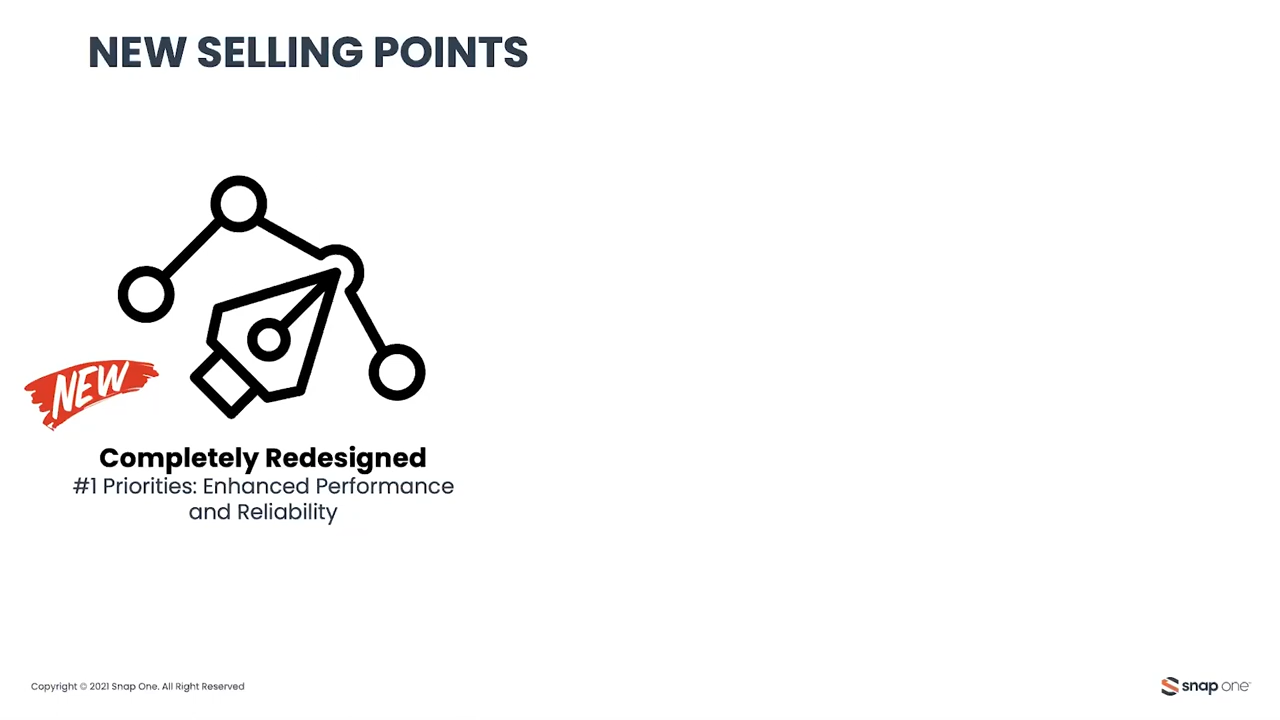 NEW SELLING POINTS
NEW
Completely Redesigned
#1 Priorities: Enhanced Performance
and Reliability
Copyright © 2021 Snap One. All Right Reserved
snap one